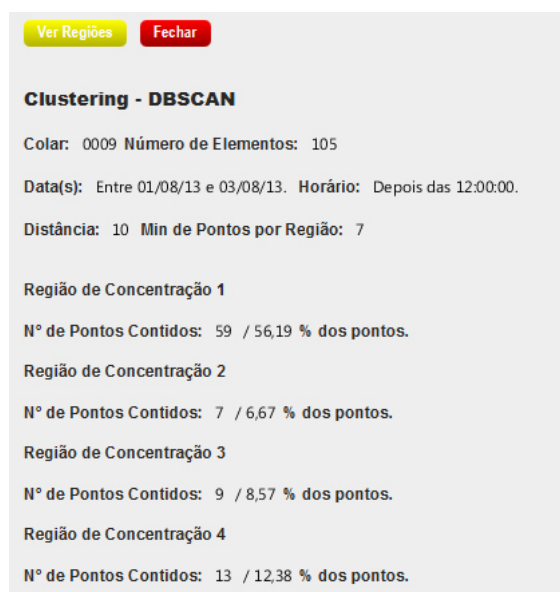 Ver Regiões Fechar
Clustering - DBSCAN
Colar: 0009 Número de Elementos: 105
Data(s): Entre 01/08/13 e 03/08/13. Horário: Depois das 12:00:00.
Distância: 10 Min de Pontos por Região: 7
Região de Concentração 1
N° de Pontos Contidos: 59 / 56,19 % dos pontos.
Região de Concentração 2
N° de Pontos Contidos: 7 / 6,67 % dos pontos.
Região de Concentração 3
N° de Pontos Contidos: 9 / 8,57 % dos pontos.
Região de Concentração 4
N° de Pontos Contidos: 13 / 12,38 % dos pontos.